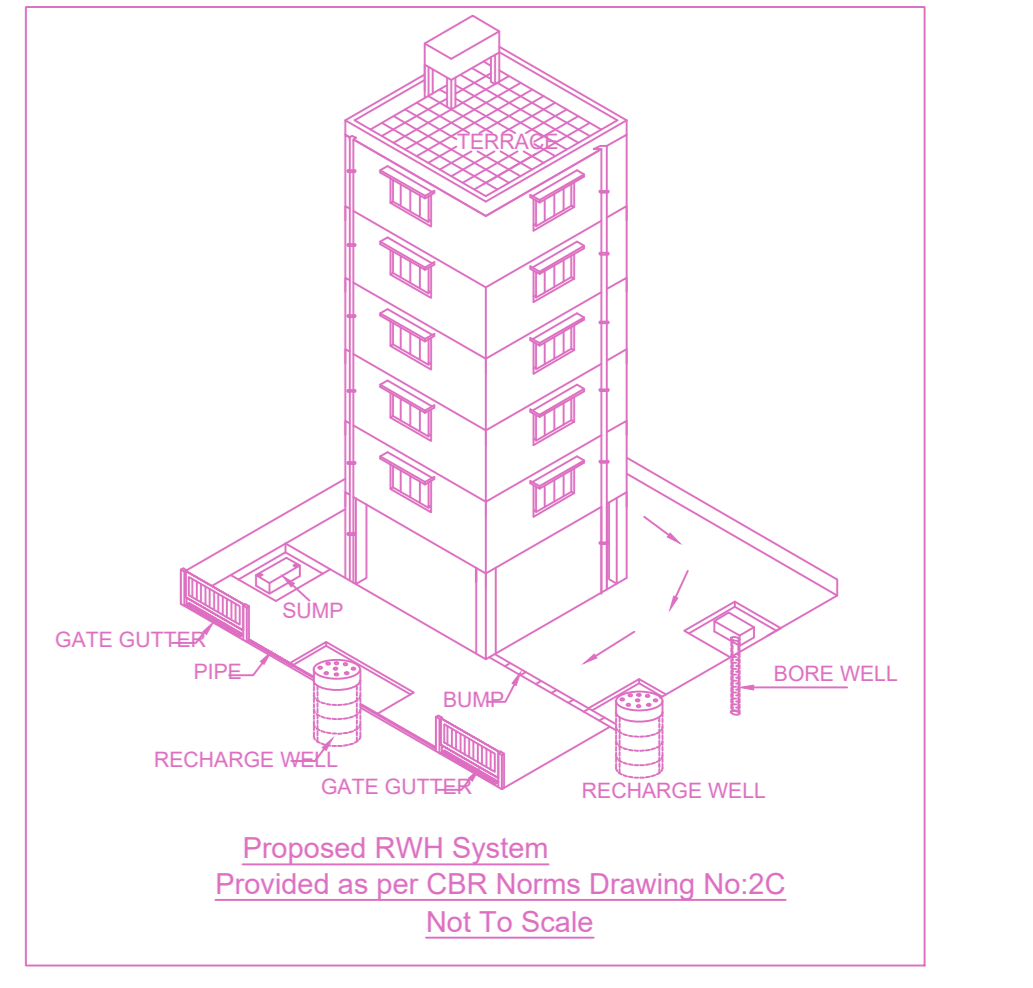 TERRACE
SUMP
GATE GUTTER
PIPE
BORE WELL
BUMP
RECHARGE WELL
GATE GUTTER
RECHARGE WELL
Proposed RWH System
Provided as per CBR Norms Drawing No:2C
Not To Scale